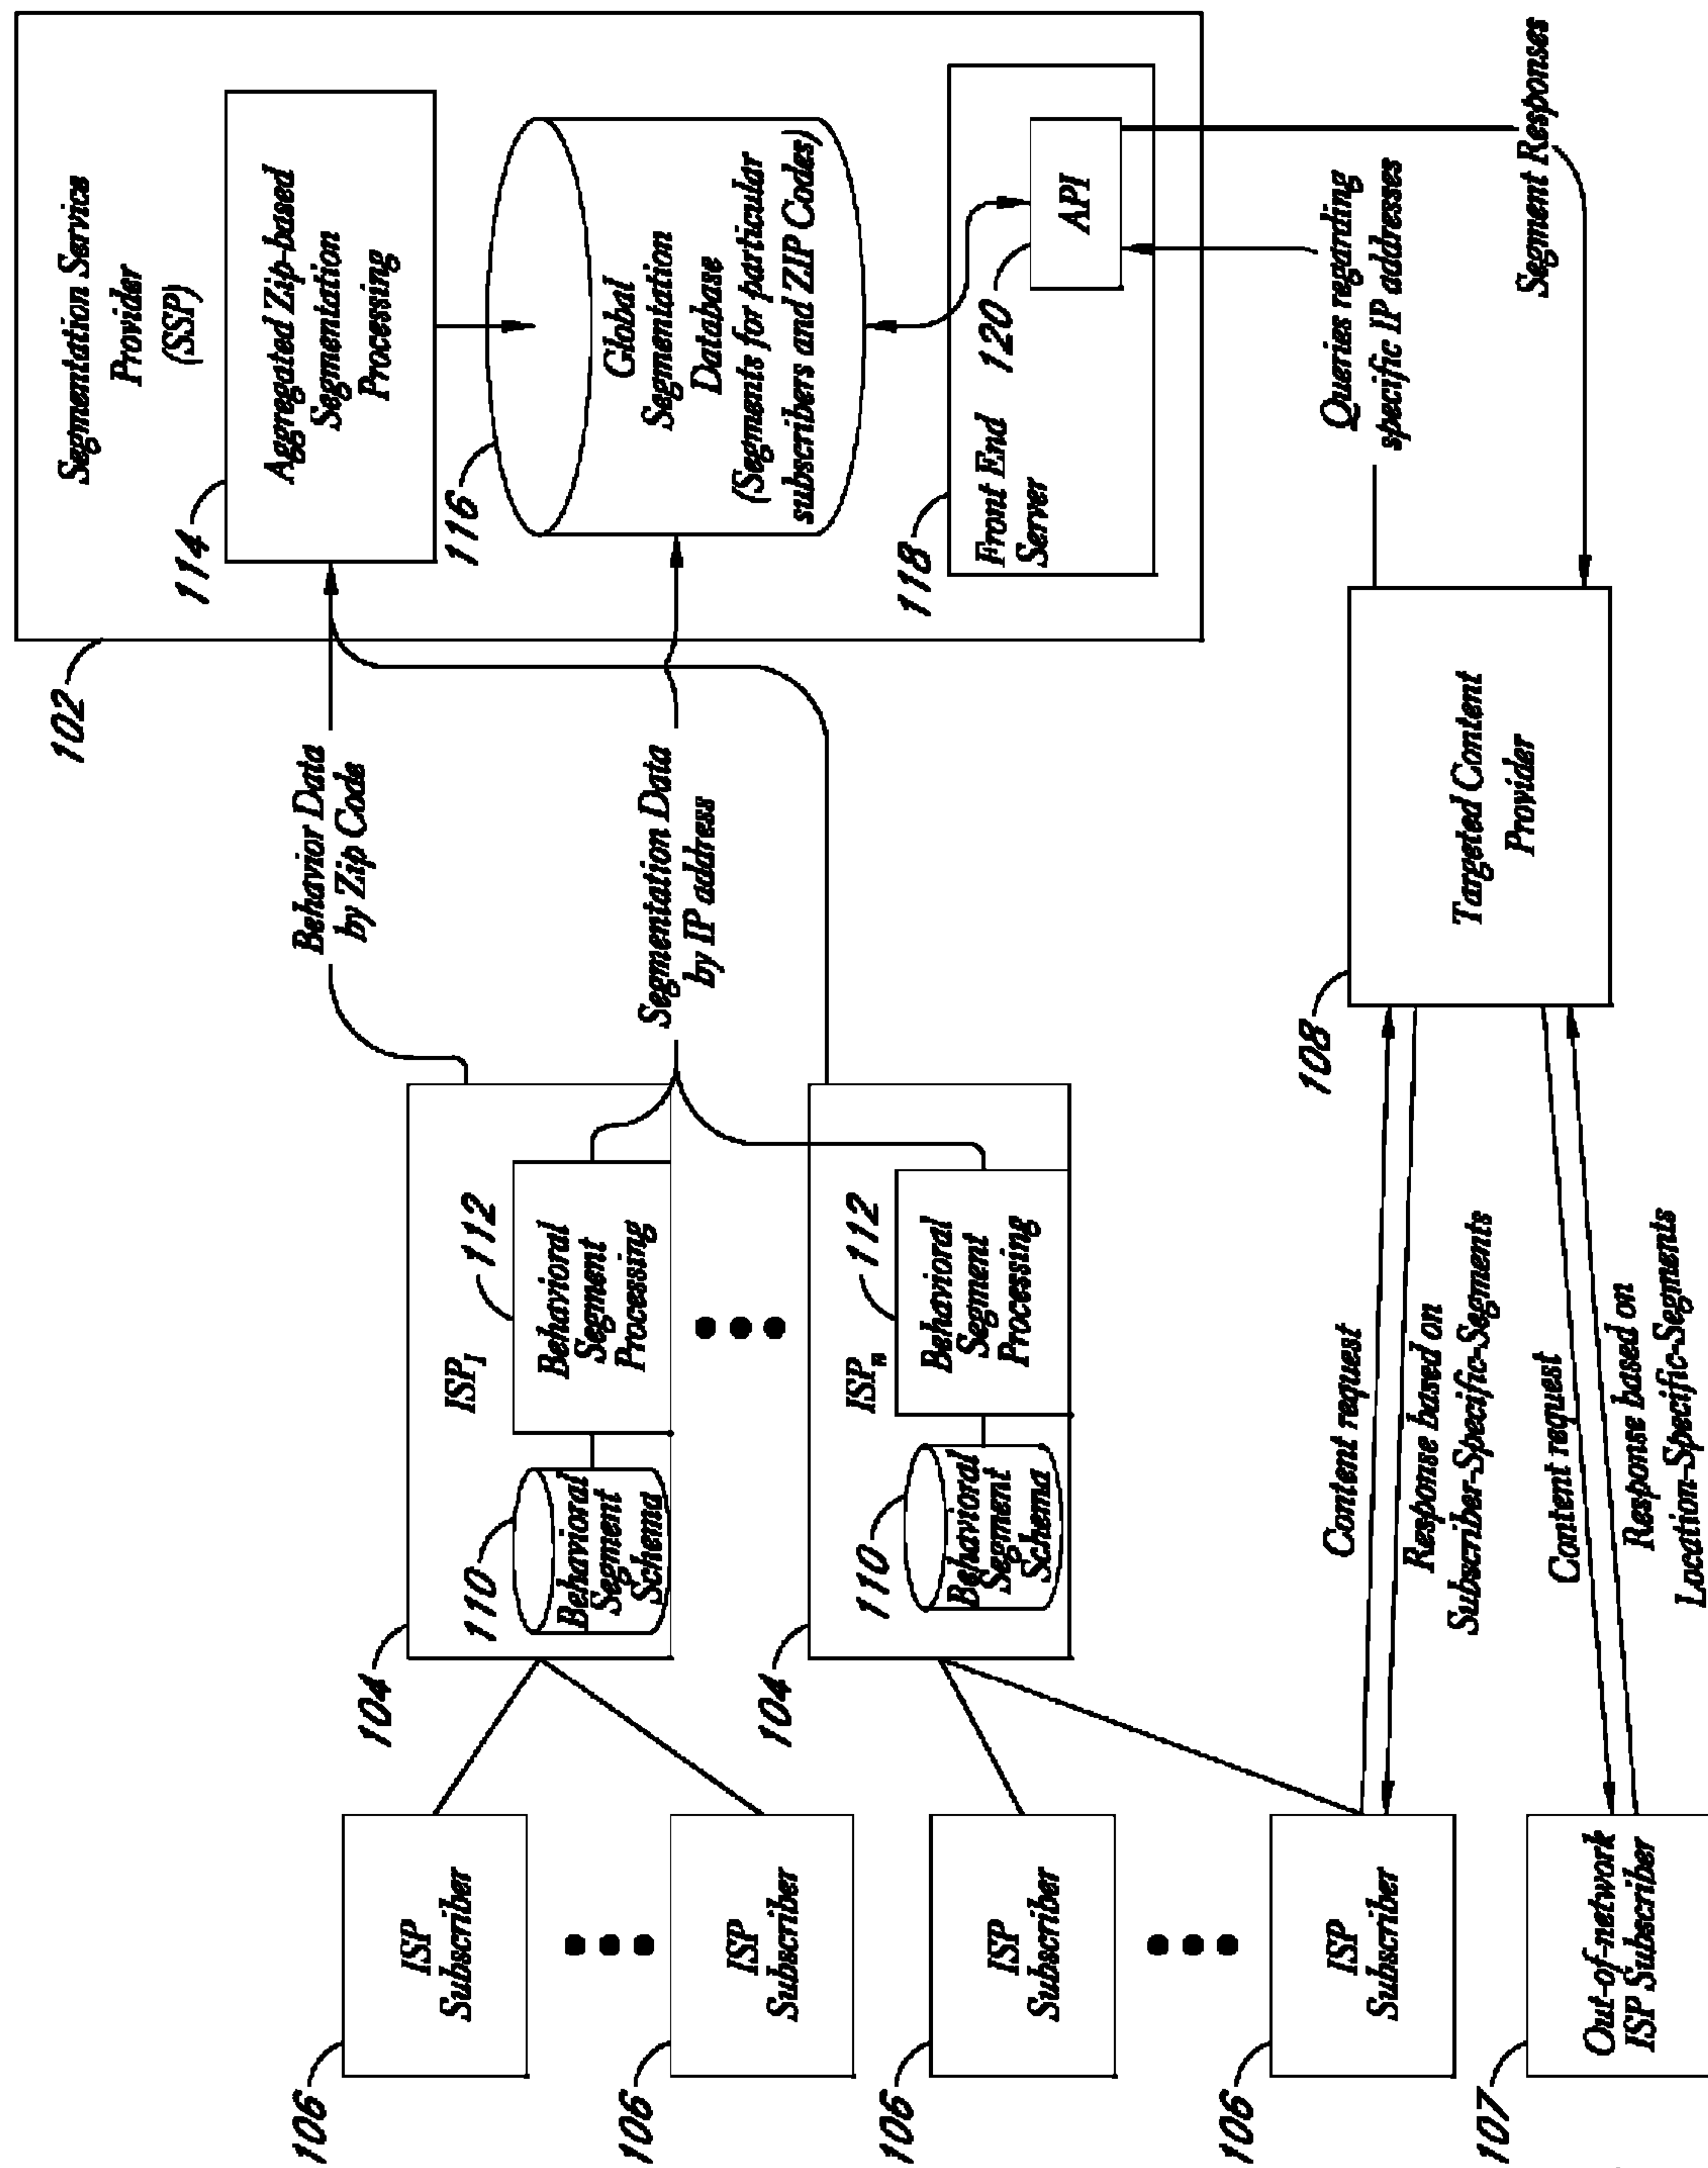 Segmentation Service
Provider
(SSP)
102
114
Aggregated Zip-based
Segmentation
Processing
116
Global
Segmentation
Database
(Segments for particular
subscribers and ZIP Codes)
118
Front End
Server
120
API
Behavior Data
by Zip Code
Segmentation Data
by IP address
Queries regarding
specific IP addresses
Segment Responses
104
ISP1
110
Behavioral
Segment
Schema
112
Behavioral
Segment
Processing
104
ISPn
110
Behavioral
Segment
Schema
112
Behavioral
Segment
Processing
108
Targeted Content
Provider
Content request
Response based on
Subscriber-Specific-Segments
Content request
Response based on
Location-Specific-Segments
106
ISP
Subscriber
106
ISP
Subscriber
106
ISP
Subscriber
106
ISP
Subscriber
107
Out-of-network
ISP Subscriber